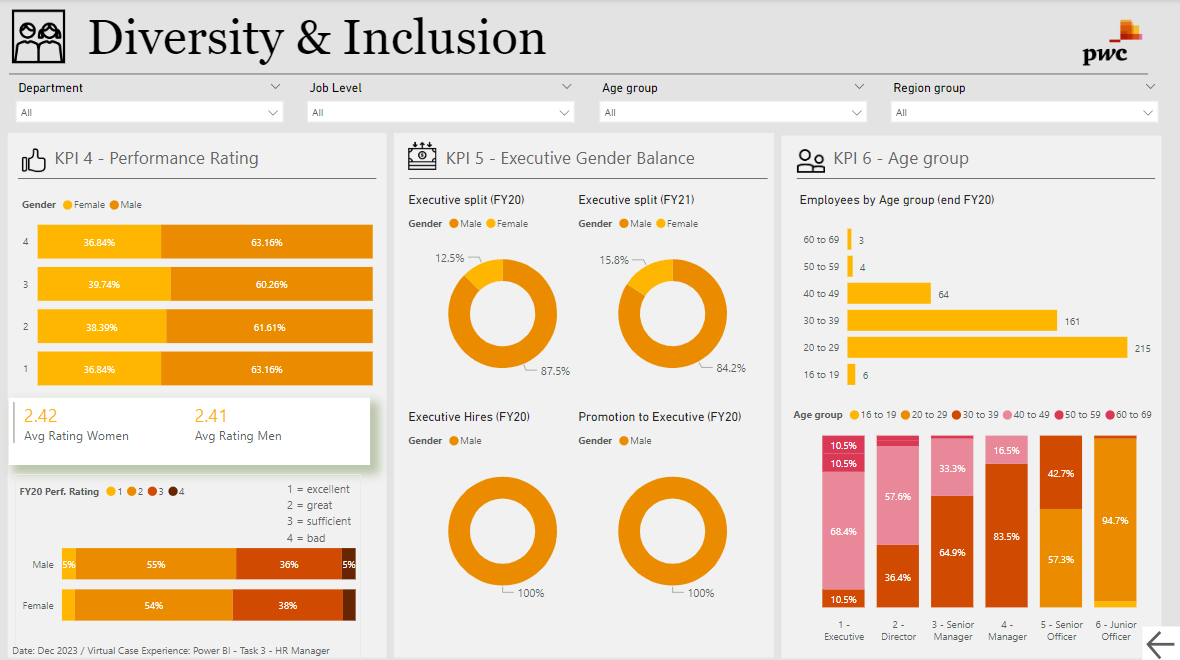 Diversity & Inclusion
pwc
Department
All
Job Level
All
Age group
All
Region group
All
KPI 4 - Performance Rating
Gender Female Male
4 36.84% 63.16%
3 39.74% 60.26%
2 38.39% 61.61%
1 36.84% 63.16%
2.42
Avg Rating Women
2.41
Avg Rating Men
FY20 Perf. Rating 1 2 3 4
1 = excellent
2 = great
3 = sufficient
4 = bad
Male 5% 55% 36% 5%
Female 54% 38%
Date: Dec 2023 / Virtual Case Experience: Power BI - Task 3 - HR Manager
KPI 5 - Executive Gender Balance
Executive split (FY20)
Gender Male Female
12.5%
87.5%
Executive split (FY21)
Gender Male Female
15.8%
84.2%
Executive Hires (FY20)
Gender Male
100%
Promotion to Executive (FY20)
Gender Male
100%
KPI 6 - Age group
Employees by Age group (end FY20)
60 to 69 3
50 to 59 4
40 to 49 64
30 to 39 161
20 to 29 215
16 to 19 6
Age group 16 to 19 20 to 29 30 to 39 40 to 49 50 to 59 60 to 69
10.5%
10.5%
68.4%
10.5%
1 -
Executive
57.6%
36.4%
2 -
Director
33.3%
64.9%
3 - Senior
Manager
16.5%
83.5%
4 -
Manager
42.7%
57.3%
5 - Senior
Officer
94.7%
6 - Junior
Officer